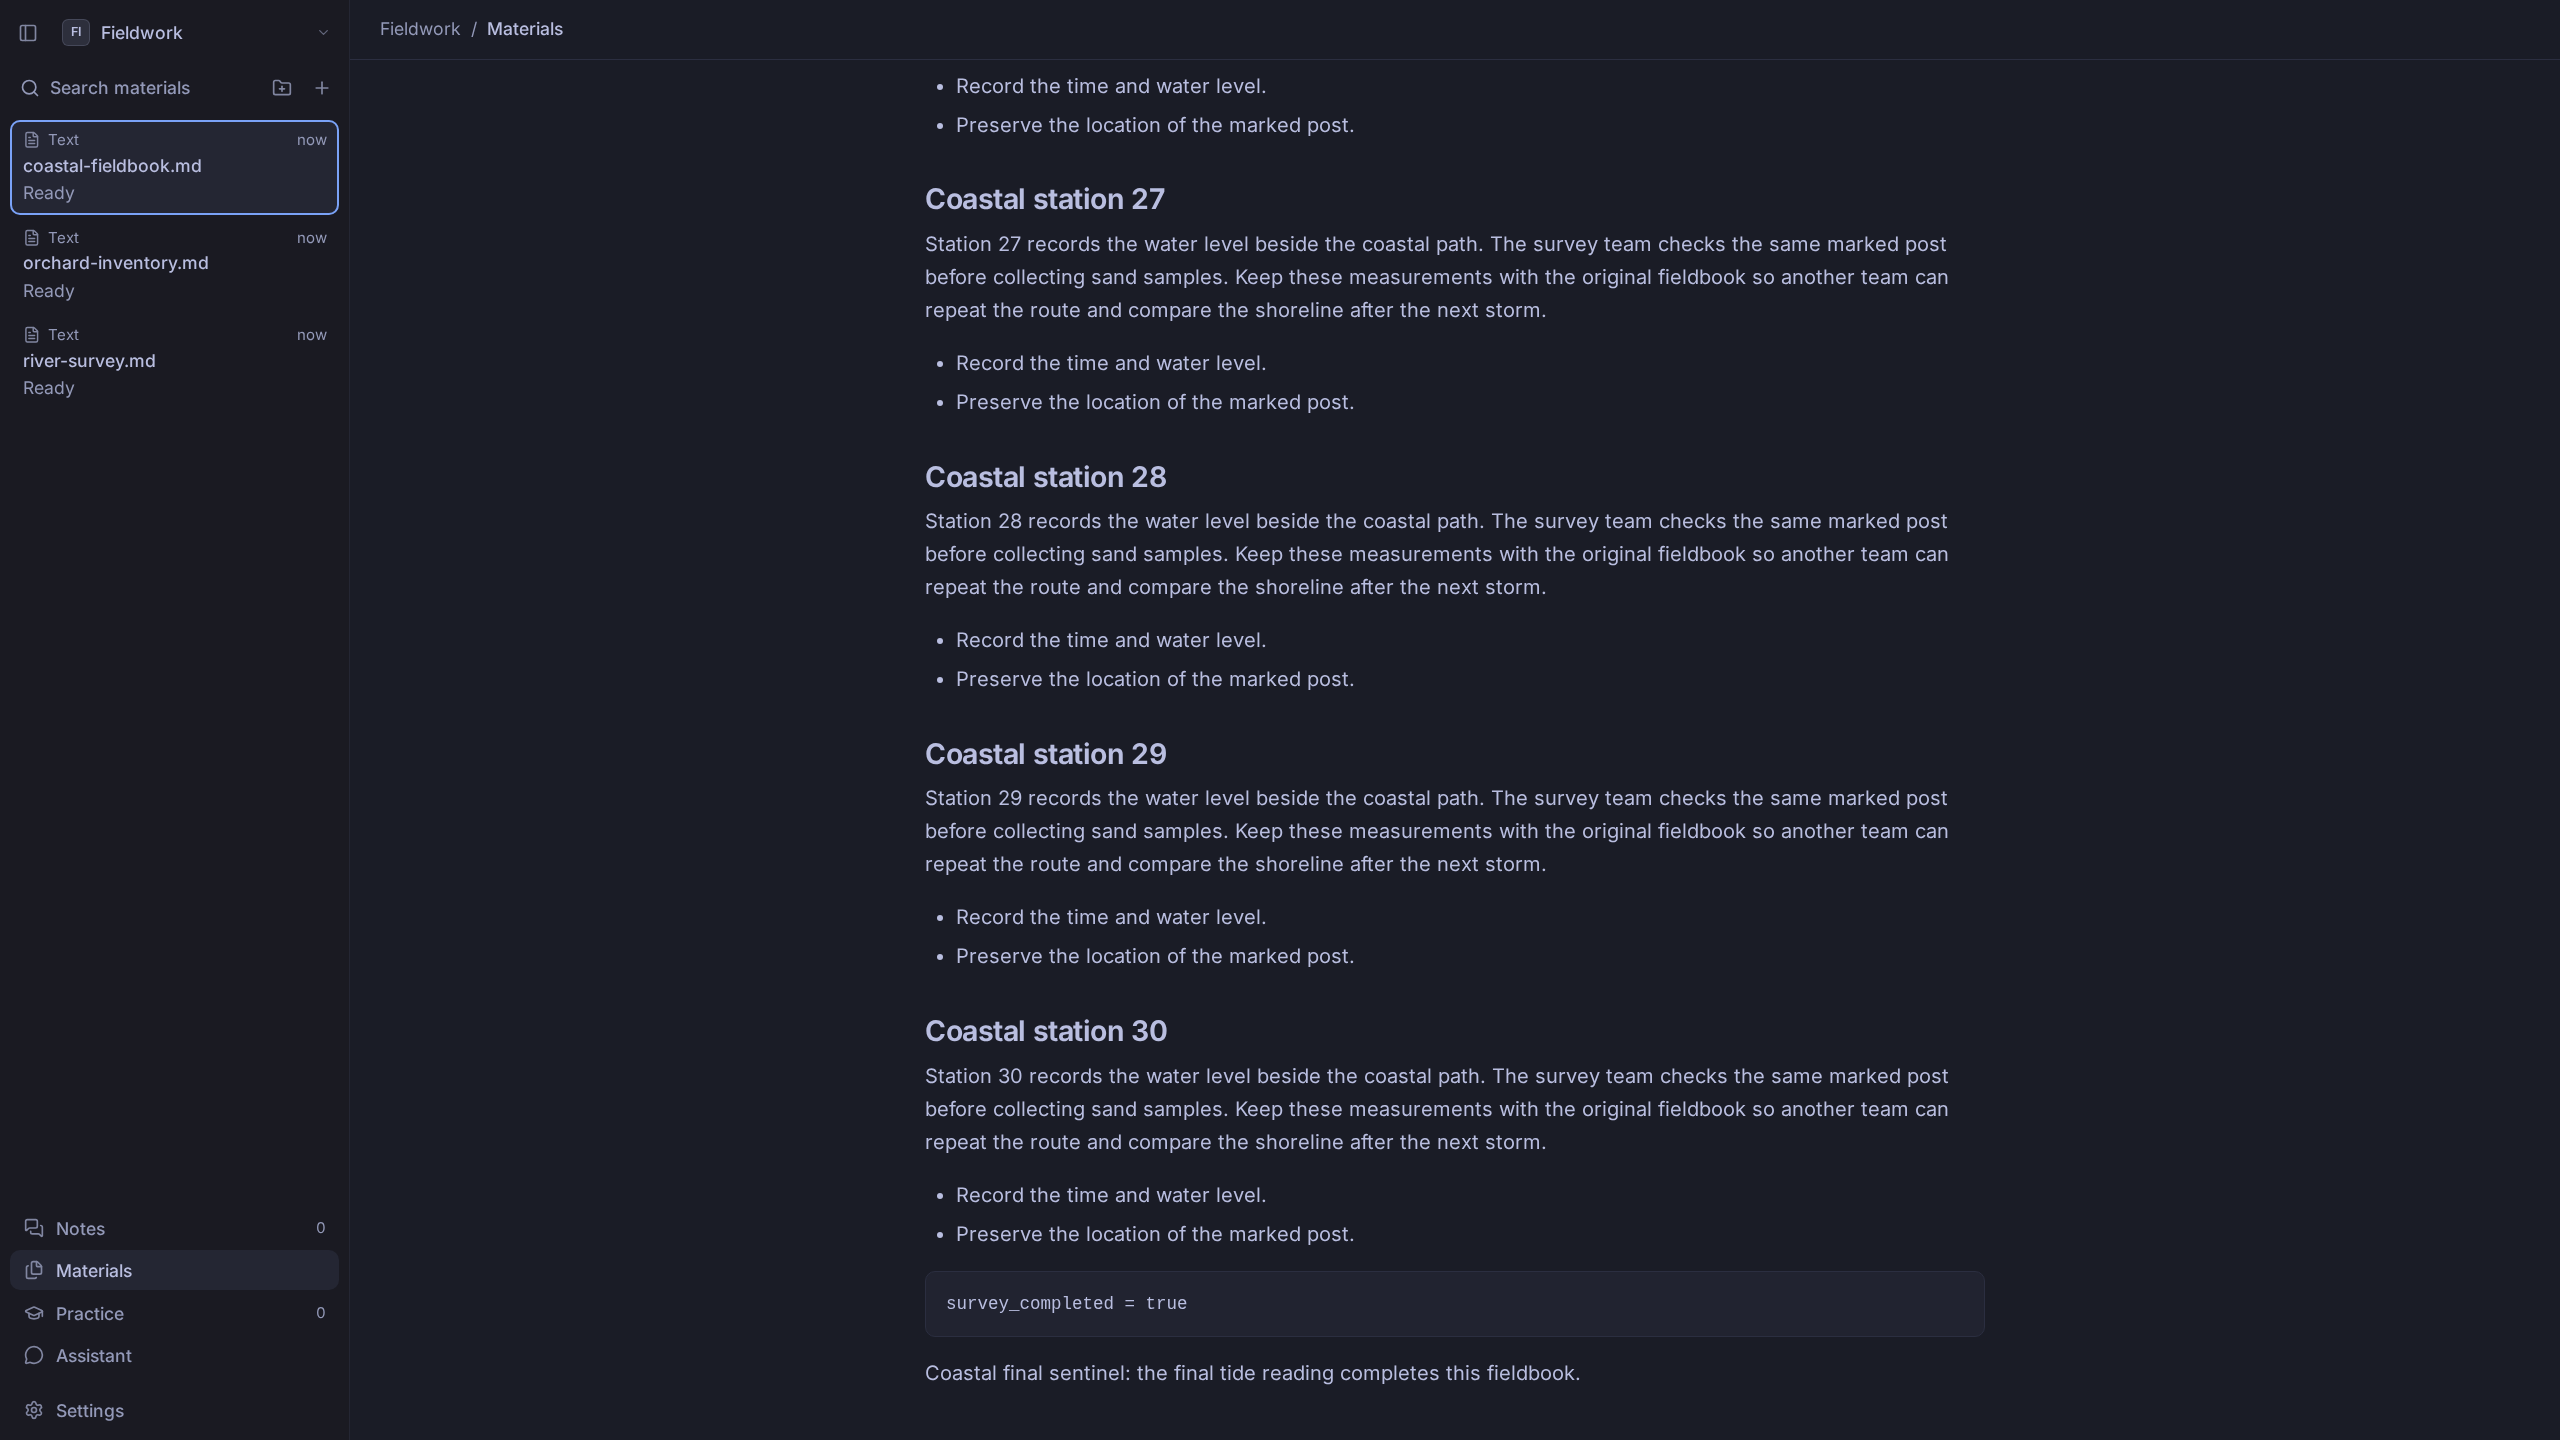 FI Fieldwork
Search materials
Text now
coastal-fieldbook.md
Ready
Text now
orchard-inventory.md
Ready
Text now
river-survey.md
Ready
Notes 0
Materials
Practice 0
Assistant
Settings
Fieldwork / Materials
• Record the time and water level.
• Preserve the location of the marked post.
Coastal station 27
Station 27 records the water level beside the coastal path. The survey team checks the same marked post
before collecting sand samples. Keep these measurements with the original fieldbook so another team can
repeat the route and compare the shoreline after the next storm.
• Record the time and water level.
• Preserve the location of the marked post.
Coastal station 28
Station 28 records the water level beside the coastal path. The survey team checks the same marked post
before collecting sand samples. Keep these measurements with the original fieldbook so another team can
repeat the route and compare the shoreline after the next storm.
• Record the time and water level.
• Preserve the location of the marked post.
Coastal station 29
Station 29 records the water level beside the coastal path. The survey team checks the same marked post
before collecting sand samples. Keep these measurements with the original fieldbook so another team can
repeat the route and compare the shoreline after the next storm.
• Record the time and water level.
• Preserve the location of the marked post.
Coastal station 30
Station 30 records the water level beside the coastal path. The survey team checks the same marked post
before collecting sand samples. Keep these measurements with the original fieldbook so another team can
repeat the route and compare the shoreline after the next storm.
• Record the time and water level.
• Preserve the location of the marked post.
survey_completed = true
Coastal final sentinel: the final tide reading completes this fieldbook.